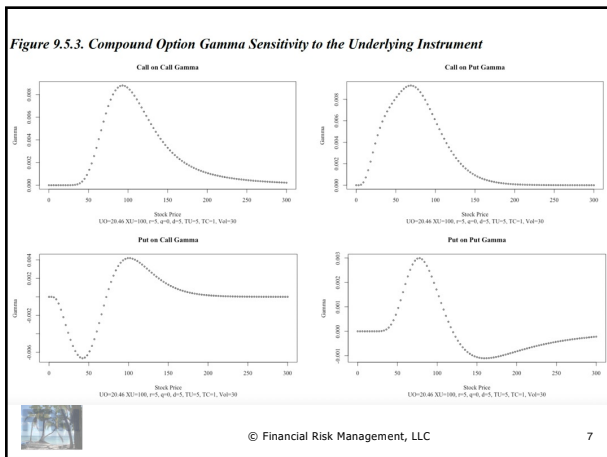 Figure 9.5.3. Compound Option Gamma Sensitivity to the Underlying Instrument
Call on Call Gamma
Gamma
0.000 0.002 0.004 0.006 0.008
0 50 100 150 200 250 300
Stock Price
UO=20.46 XU=100, r=5, q=0, d=5, TU=5, TC=1, Vol=30
Call on Put Gamma
Gamma
0.000 0.002 0.004 0.006 0.008
0 50 100 150 200 250 300
Stock Price
UO=20.46 XU=100, r=5, q=0, d=5, TU=5, TC=1, Vol=30
Put on Call Gamma
Gamma
-0.006 -0.002 0.002 0.004
0 50 100 150 200 250 300
Stock Price
UO=20.46 XU=100, r=5, q=0, d=5, TU=5, TC=1, Vol=30
Put on Put Gamma
Gamma
-0.001 0.000 0.001 0.002 0.003
0 50 100 150 200 250 300
Stock Price
UO=20.46 XU=100, r=5, q=0, d=5, TU=5, TC=1, Vol=30
© Financial Risk Management, LLC
7